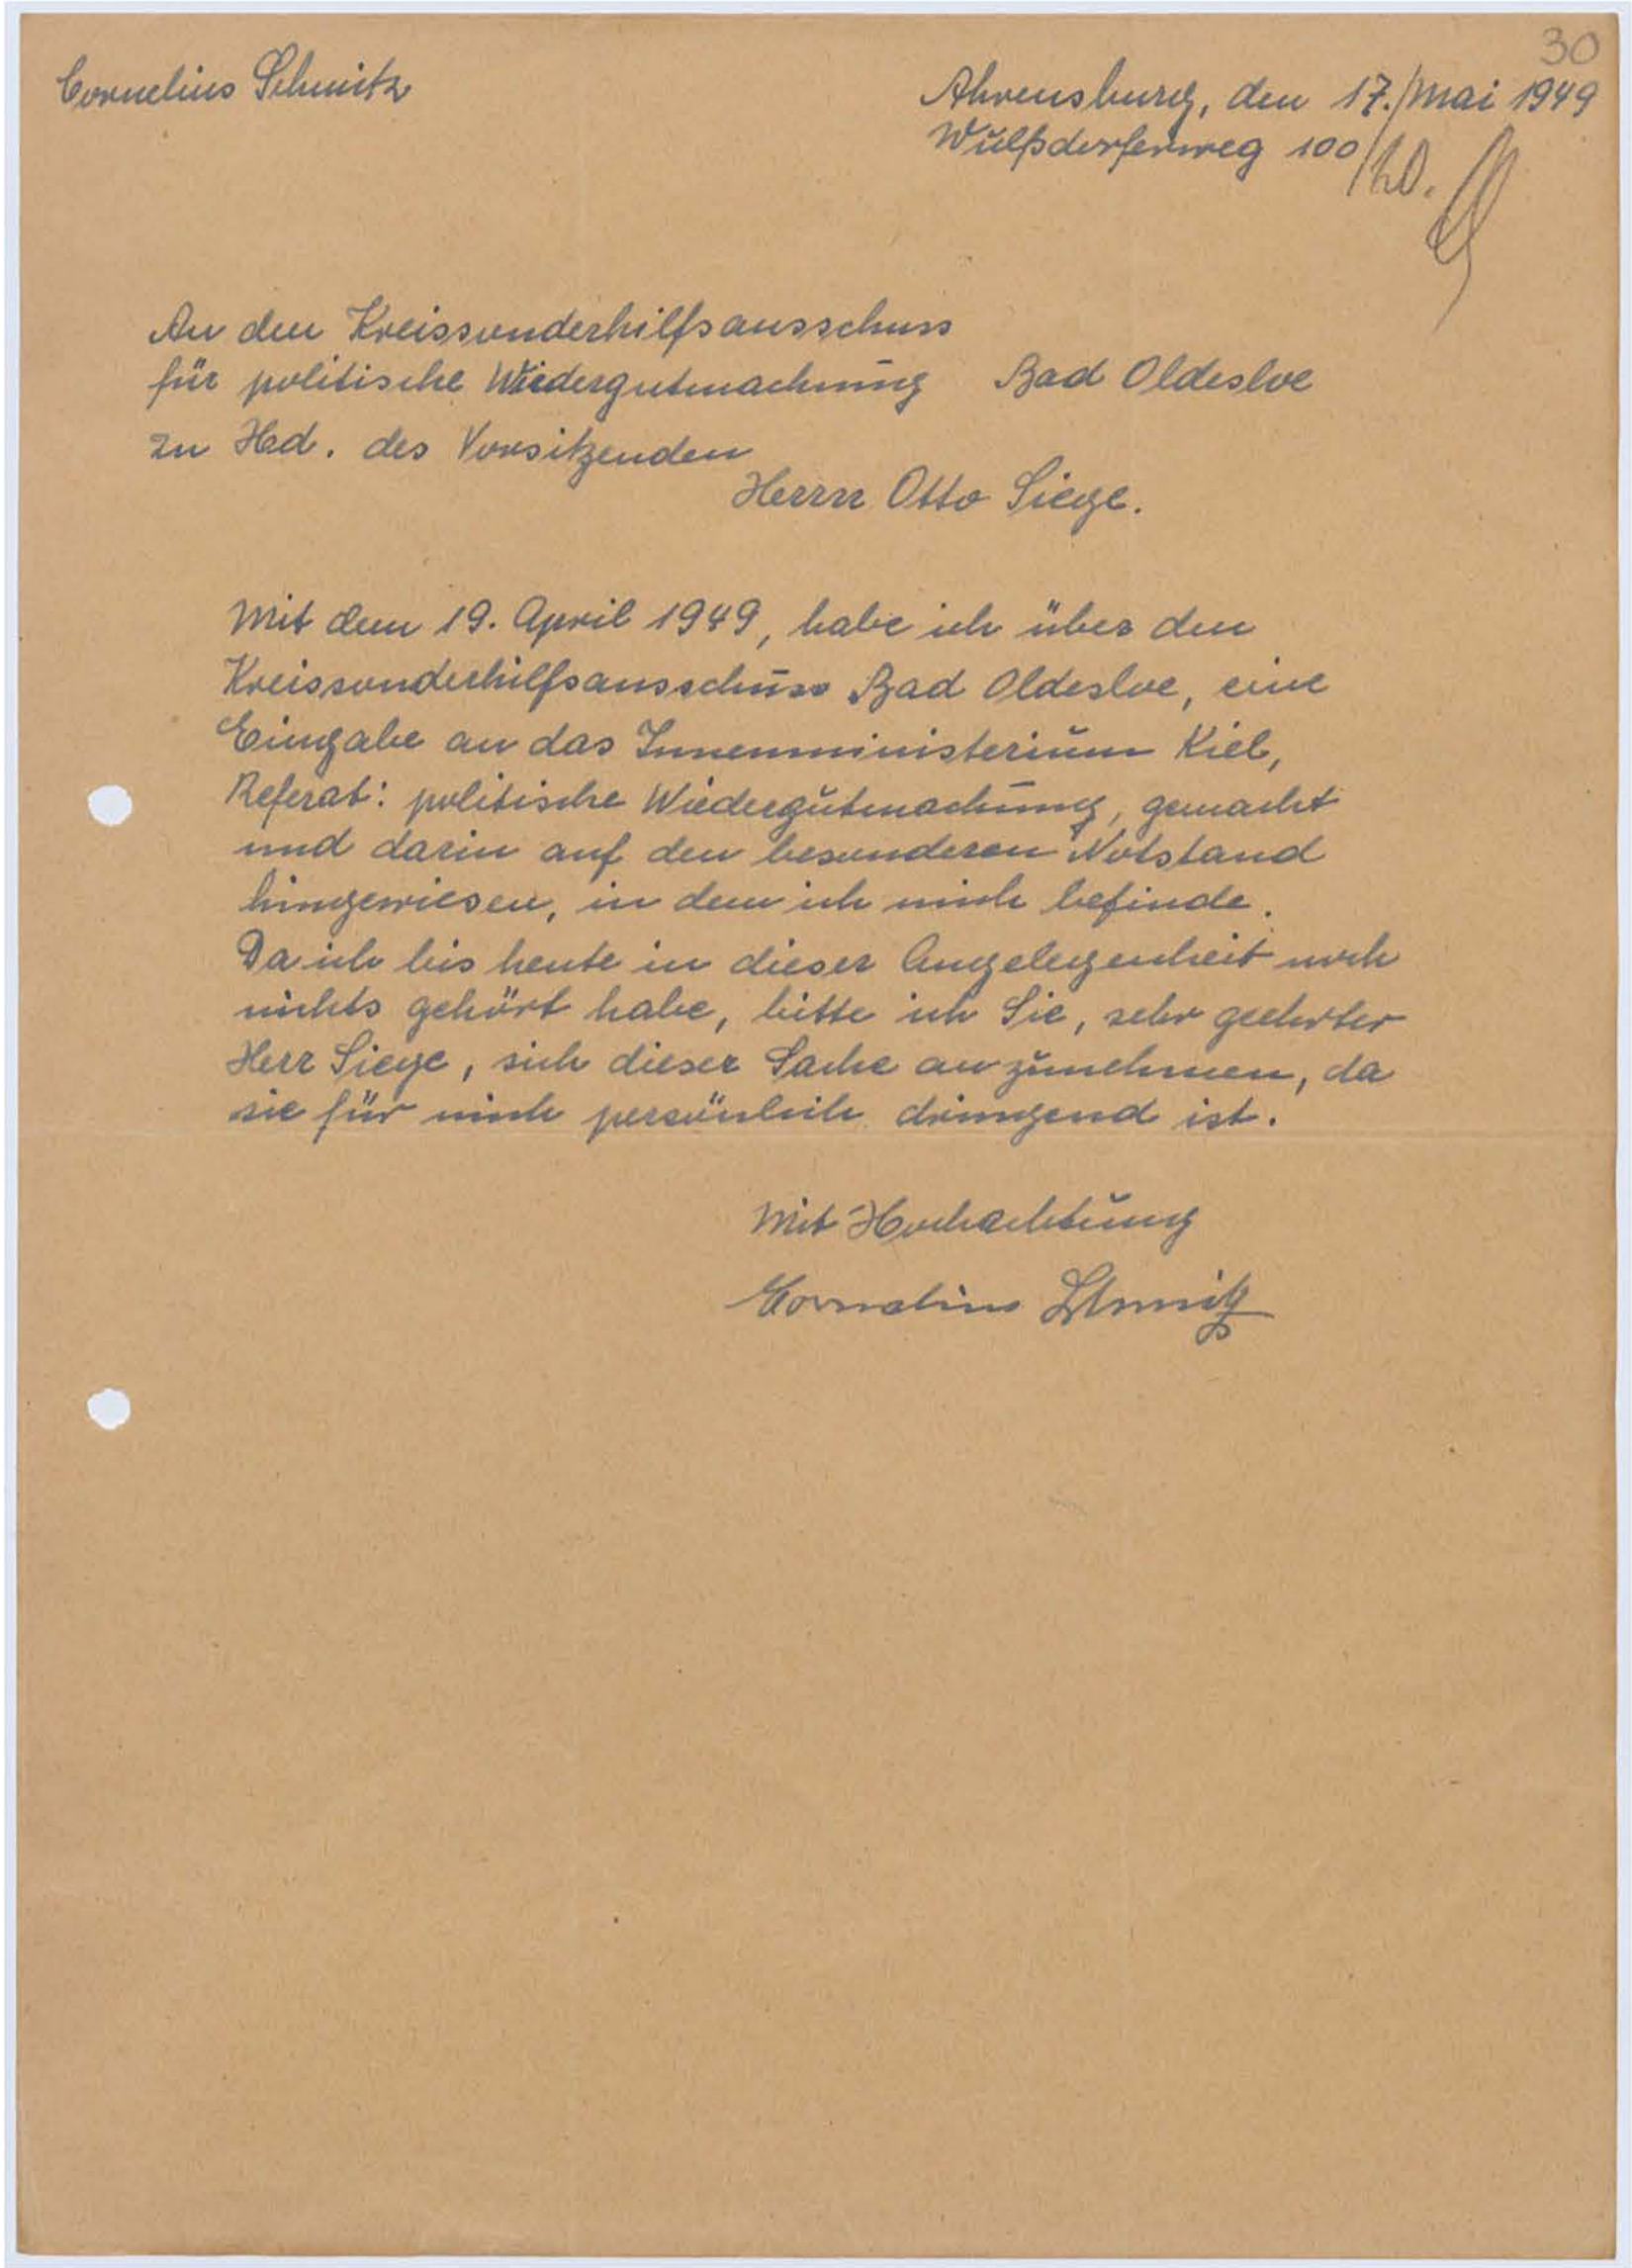 30
Cornelius Schmitz
Ahrensburg, den 17. Mai 1949
Wulfsdorferweg 100
An den Kreissonderhilfsausschuss
für politische Wiedergutmachung Bad Oldesloe
zu Hd. des Vorsitzenden
Herrn Otto Siege.
Mit dem 19. April 1949, habe ich über den
Kreissonderhilfsausschuss Bad Oldesloe, eine
Eingabe an das Innenministerium Kiel,
Referat: politische Wiedergutmachung, gemacht
und darin auf den besonderen Notstand
hingewiesen, in dem ich mich befinde.
Da ich bis heute in dieser Angelegenheit noch
nichts gehört habe, bitte ich Sie, sehr geehrter
Herr Siege, sich dieser Sache anzunehmen, da
sie für mich persönlich dringend ist.
Mit Hochachtung
Cornelius Schmitz